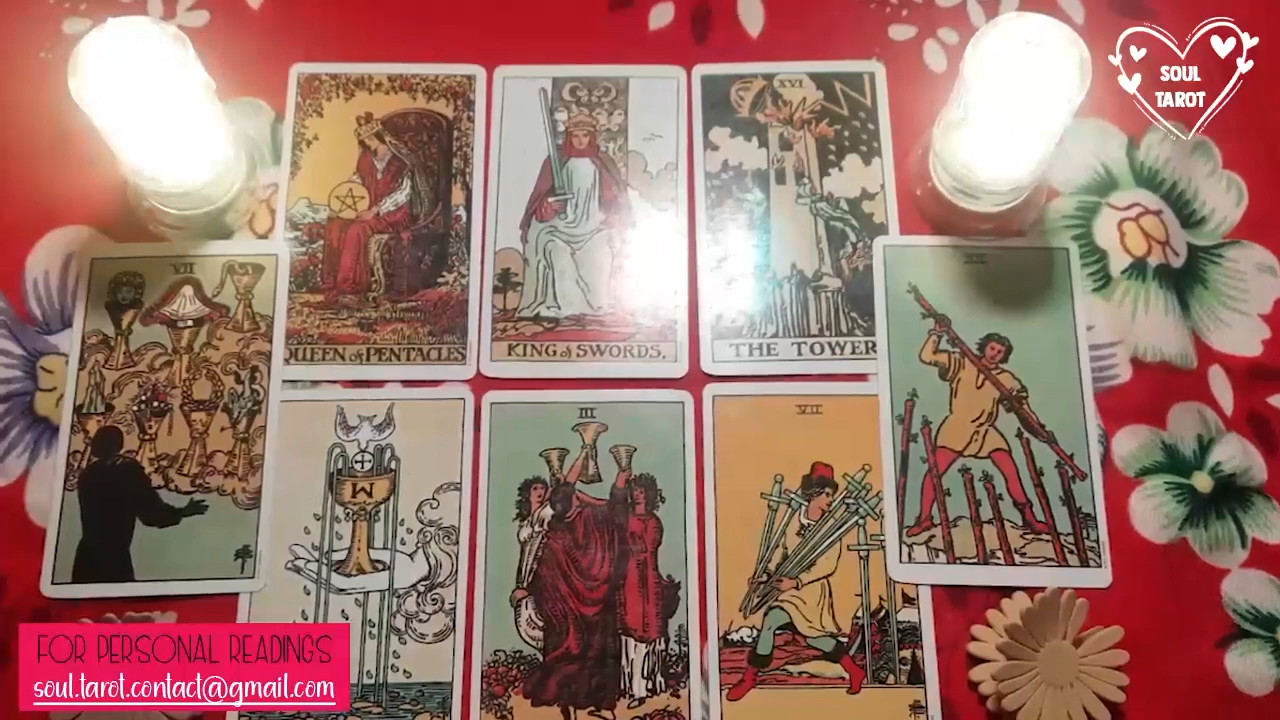 SOUL
TAROT
XVI
QUEEN of PENTACLES
KING of SWORDS.
THE TOWER
VII
III
VII
FOR PERSONAL READINGS
soul.tarot.contact@gmail.com